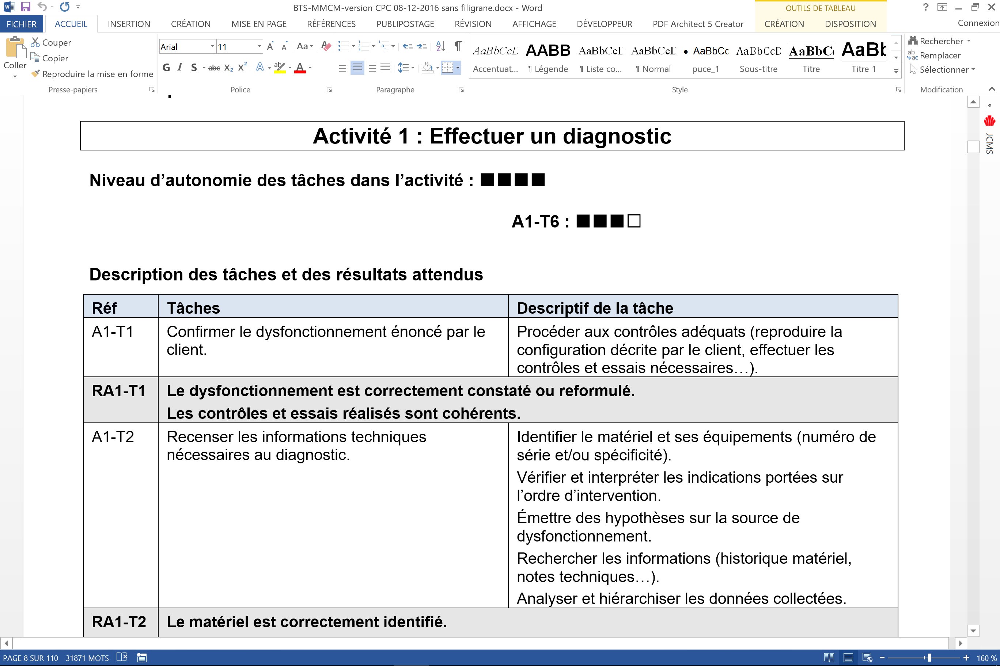 BTS-MMCM-version CPC 08-12-2016 sans filigrane.docx - Word
OUTILS DE TABLEAU
?
FICHIER ACCUEIL INSERTION CRÉATION MISE EN PAGE RÉFÉRENCES PUBLIPOSTAGE RÉVISION AFFICHAGE DÉVELOPPEUR PDF Architect 5 Creator CRÉATION DISPOSITION Connexion
Coller
Couper
Copier
Reproduire la mise en forme
Presse-papiers
Arial 11
G I S abc X₂ X² A ab A
Police
Paragraphe
AaBbCcL AABB AaBbCcI AaBbCcI • AaBbCc AaBbCcD AaBbC AaBb
Accentuat... ¶ Légende ¶ Liste co... ¶ Normal puce_1 Sous-titre Titre Titre 1
Style
Rechercher
Remplacer
Sélectionner
Modification
JCMS
Activité 1 : Effectuer un diagnostic
Niveau d’autonomie des tâches dans l’activité : ■■■■
A1-T6 : ■■■□
Description des tâches et des résultats attendus
Réf Tâches Descriptif de la tâche
A1-T1 Confirmer le dysfonctionnement énoncé par le
client.
Procéder aux contrôles adéquats (reproduire la
configuration décrite par le client, effectuer les
contrôles et essais nécessaires…).
RA1-T1 Le dysfonctionnement est correctement constaté ou reformulé.
Les contrôles et essais réalisés sont cohérents.
A1-T2 Recenser les informations techniques
nécessaires au diagnostic.
Identifier le matériel et ses équipements (numéro de
série et/ou spécificité).
Vérifier et interpréter les indications portées sur
l’ordre d’intervention.
Émettre des hypothèses sur la source de
dysfonctionnement.
Rechercher les informations (historique matériel,
notes techniques…).
Analyser et hiérarchiser les données collectées.
RA1-T2 Le matériel est correctement identifié.
PAGE 8 SUR 110 31871 MOTS 160 %